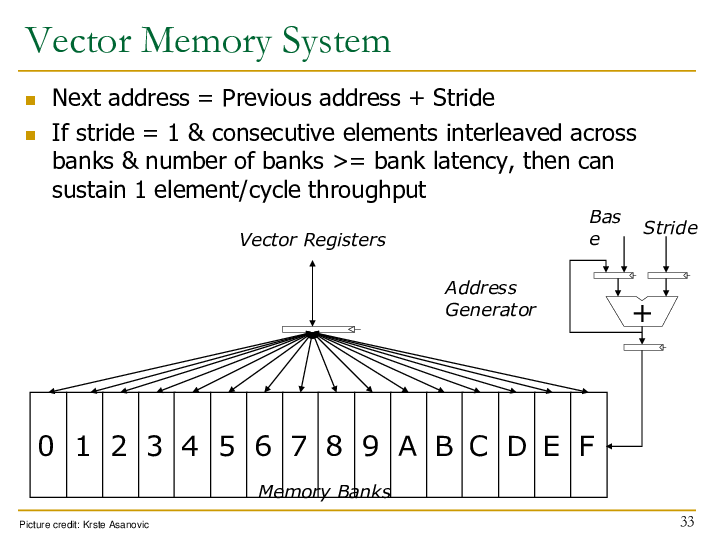 Vector Memory System
Next address = Previous address + Stride
If stride = 1 & consecutive elements interleaved across
banks & number of banks >= bank latency, then can
sustain 1 element/cycle throughput
Bas
e
Stride
Vector Registers
Address
Generator
+
0 1 2 3 4 5 6 7 8 9 A B C D E F
Memory Banks
Picture credit: Krste Asanovic
33